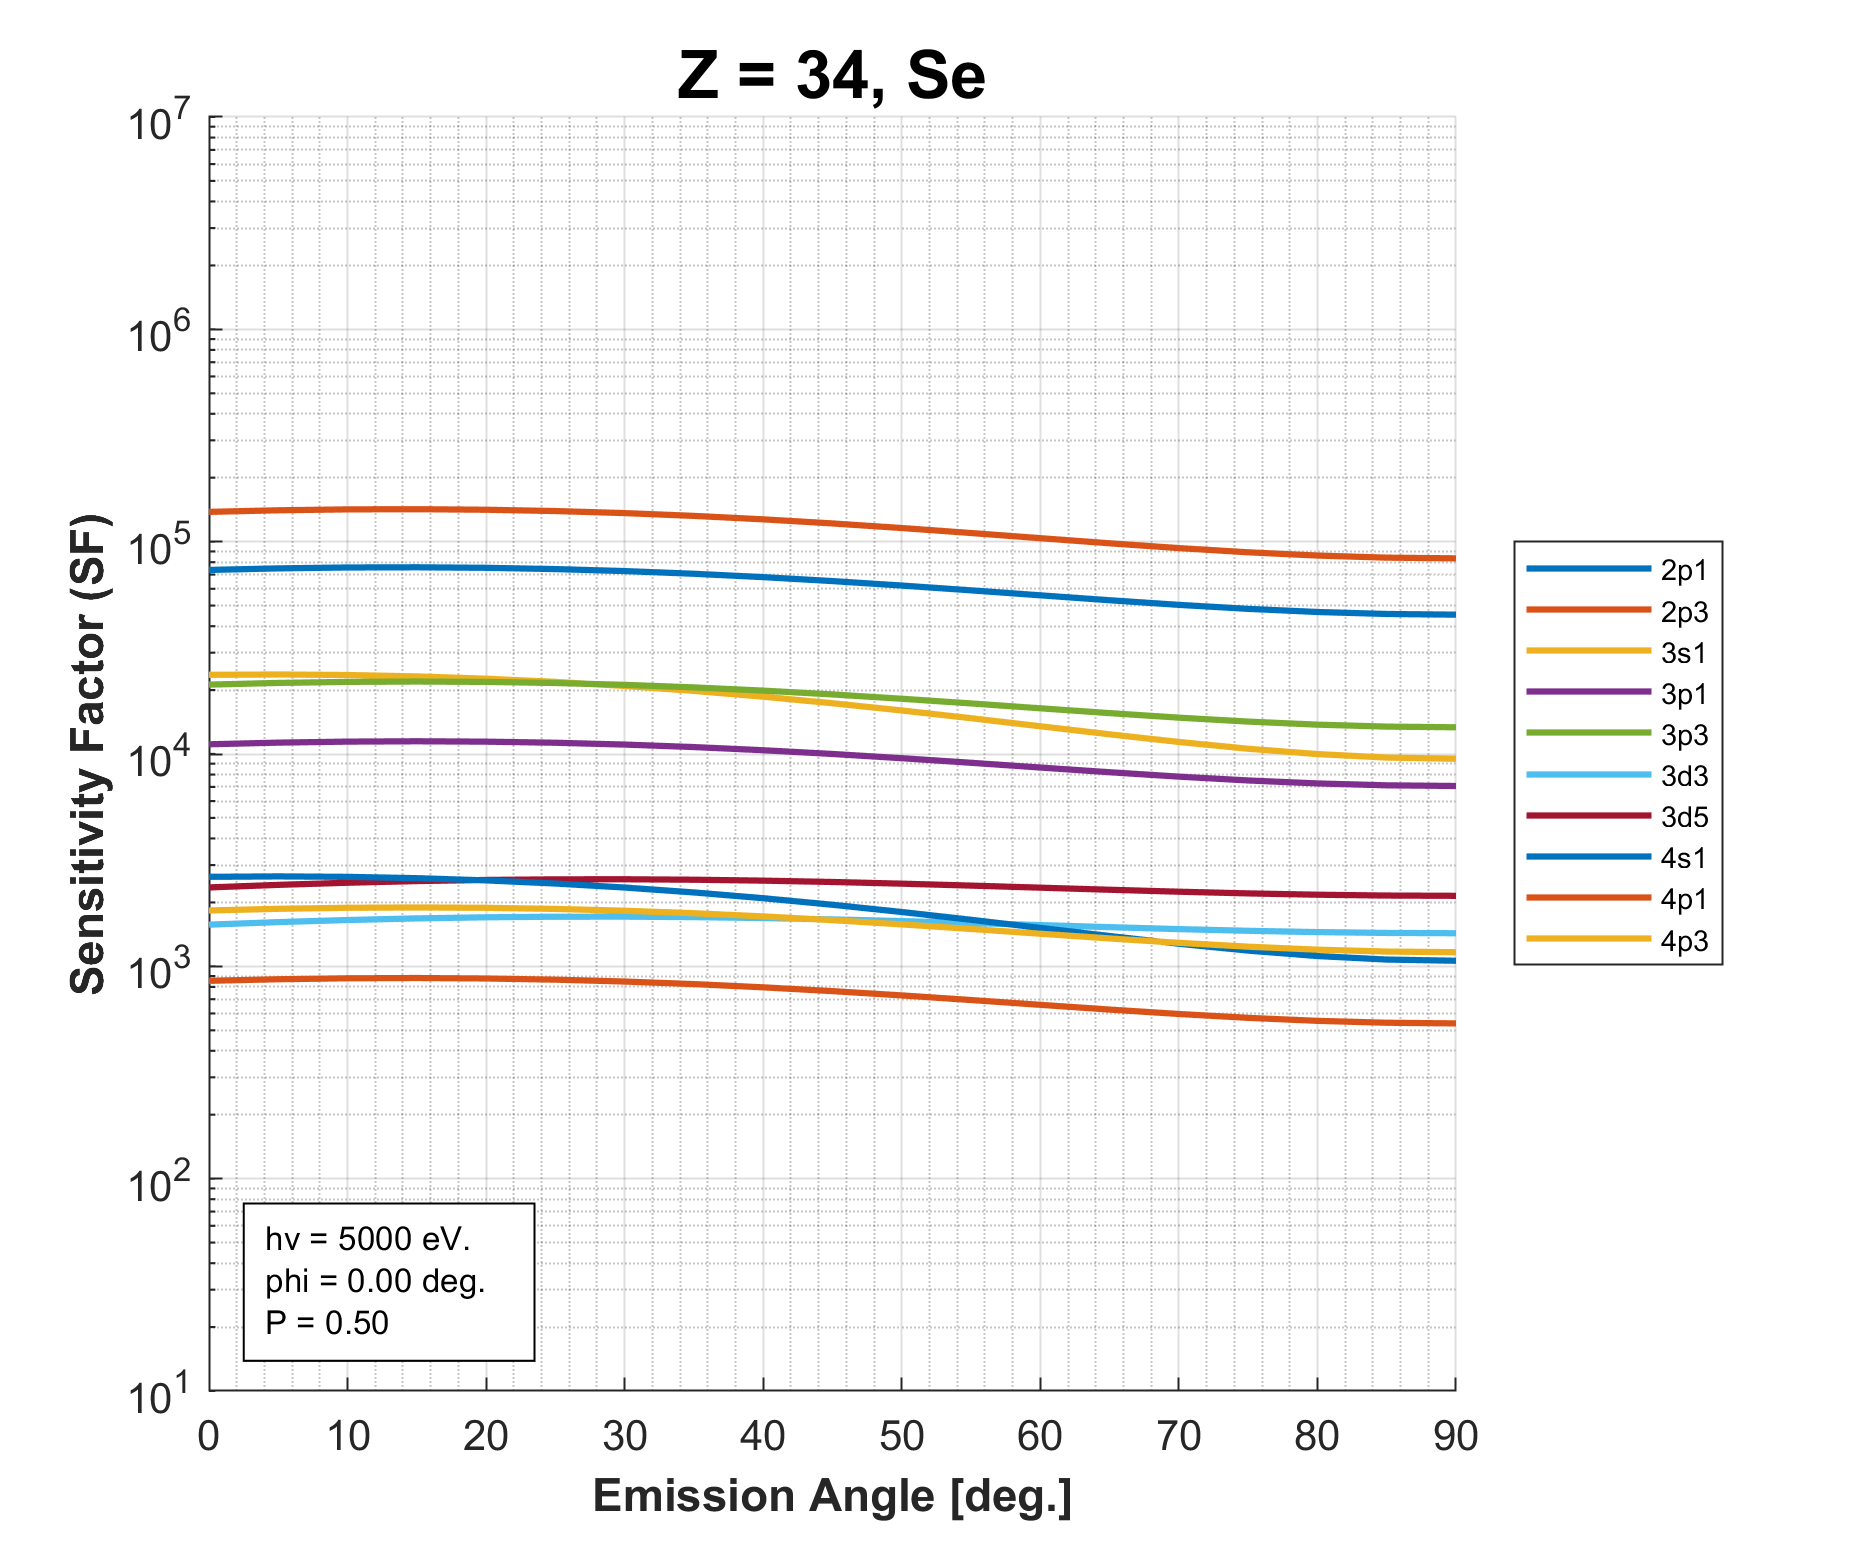 Z = 34, Se
10^7
10^6
10^5
10^4
10^3
10^2
10^1
Sensitivity Factor (SF)
0 10 20 30 40 50 60 70 80 90
Emission Angle [deg.]
hv = 5000 eV.
phi = 0.00 deg.
P = 0.50
2p1
2p3
3s1
3p1
3p3
3d3
3d5
4s1
4p1
4p3